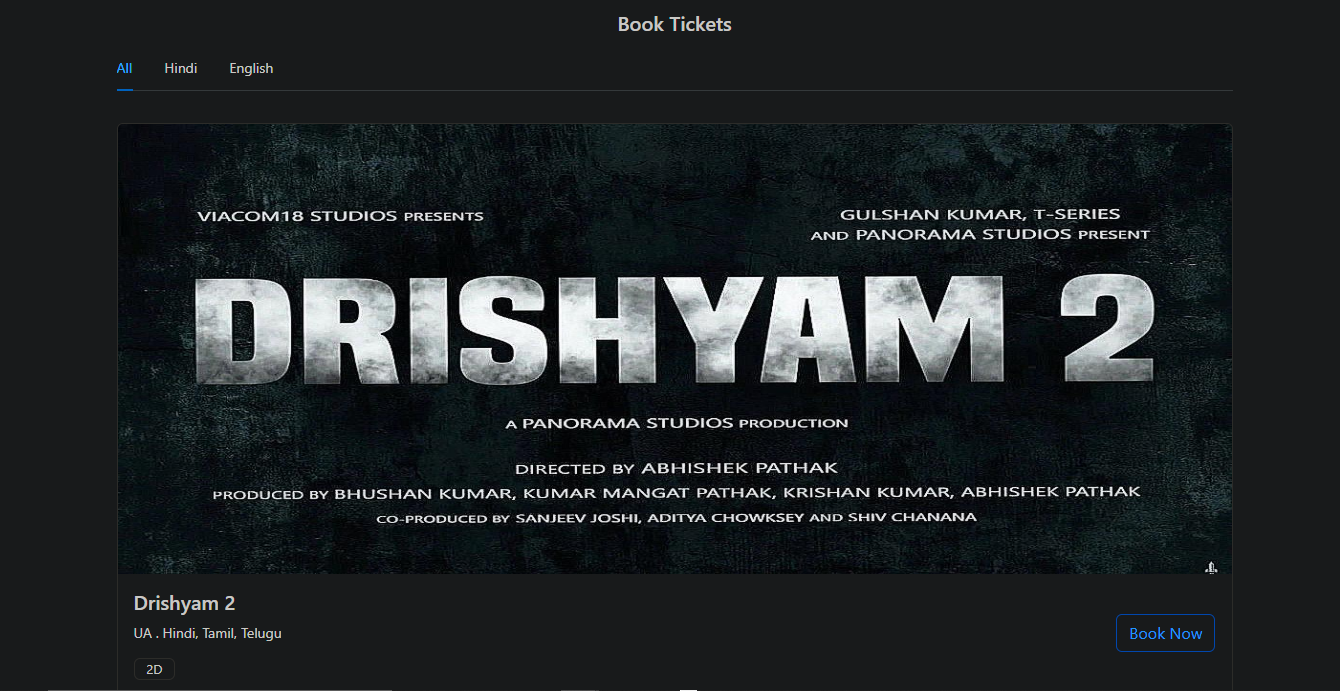 Book Tickets
All Hindi English
VIACOM18 STUDIOS PRESENTS
GULSHAN KUMAR, T-SERIES
AND PANORAMA STUDIOS PRESENT
DRISHYAM 2
A PANORAMA STUDIOS PRODUCTION
DIRECTED BY ABHISHEK PATHAK
PRODUCED BY BHUSHAN KUMAR, KUMAR MANGAT PATHAK, KRISHAN KUMAR, ABHISHEK PATHAK
CO-PRODUCED BY SANJEEV JOSHI, ADITYA CHOWKSEY AND SHIV CHANANA
Drishyam 2
UA . Hindi, Tamil, Telugu
Book Now
2D